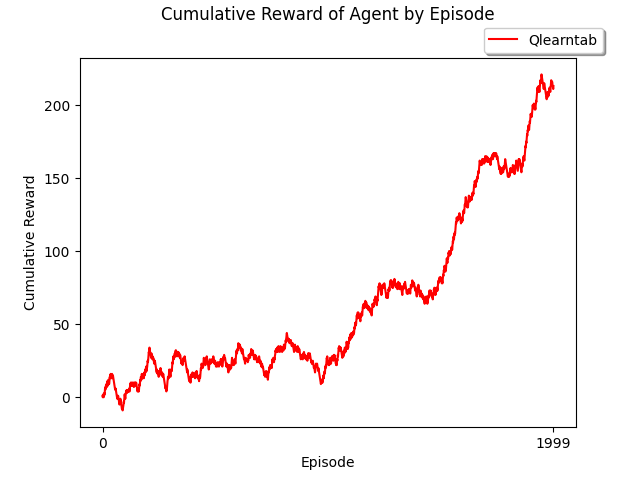 Cumulative Reward of Agent by Episode
Qlearntab
200
150
100
50
0
Cumulative Reward
0
1999
Episode